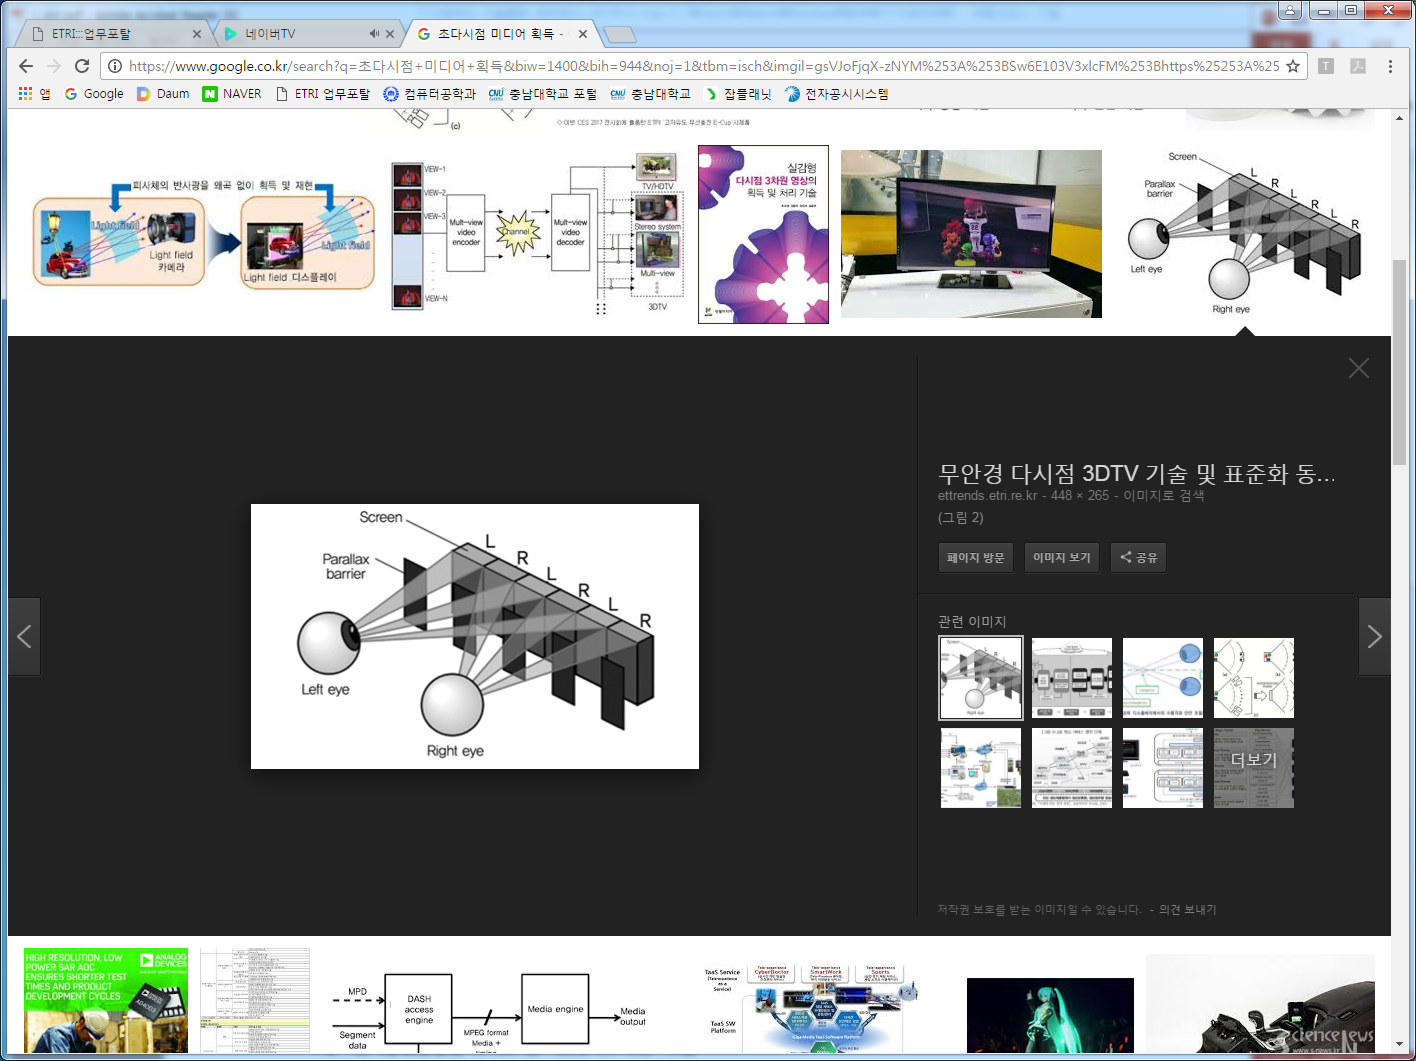 ETRI:::업무포탈
네이버TV
초다시점 미디어 획득 -
https://www.google.co.kr/search?q=초다시점+미디어+획득&biw=1400&bih=944&noj=1&tbm=isch&imgil=gsVJoFjqX-zNYM%253A%253BSw6E103V3xlcFM%253Bhttps%25253A%25
앱
Google
Daum
NAVER
ETRI 업무포탈
컴퓨터공학과
충남대학교 포털
충남대학교
잡플래닛
전자공시시스템
(c)
피사체의 반사광을 왜곡 없이 획득 및 재현
Light field
Light field
카메라
Light field
Light field 디스플레이
VIEW-1
VIEW-2
VIEW-3
VIEW-N
Multi-view
video
encoder
Channel
Multi-view
video
decoder
TV/HDTV
Stereo system
Multi-view
3DTV
실감형
다시점 3차원 영상의
획득 및 처리 기술
Screen
Parallax
barrier
L
R
L
R
L
R
Left eye
Right eye
Screen
Parallax
barrier
L
R
L
R
L
R
Left eye
Right eye
무안경 다시점 3DTV 기술 및 표준화 동...
ettrends.etri.re.kr - 448 × 265 - 이미지로 검색
(그림 2)
페이지 방문
이미지 보기
공유
관련 이미지
더보기
저작권 보호를 받는 이미지일 수 있습니다. - 의견 보내기
HIGH RESOLUTION, LOW
POWER SAR ADC
ENSURES SHORTER TEST
TIMES AND PRODUCT
DEVELOPMENT CYCLES
ANALOG
DEVICES
MPD
Segment
data
DASH
access
engine
MPEG format
Media +
Media engine
Media
output
TaaS Service
TaaS SW
Platform
CyberDoctor
SmartWork
Sports
ScienceNews
www.s-news.kr